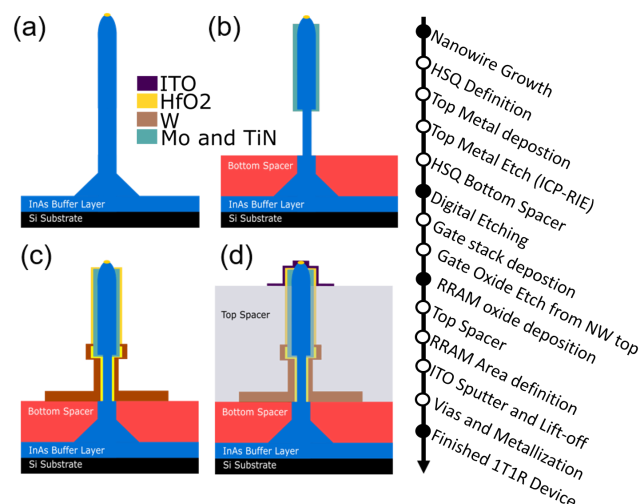 (a)
InAs Buffer Layer
Si Substrate
ITO
HfO2
W
Mo and TiN
(b)
Bottom Spacer
InAs Buffer Layer
Si Substrate
(c)
Bottom Spacer
InAs Buffer Layer
Si Substrate
(d)
Top Spacer
Bottom Spacer
InAs Buffer Layer
Si Substrate
Nanowire Growth
HSQ Definition
Top Metal depostion
Top Metal Etch (ICP-RIE)
HSQ Bottom Spacer
Digital Etching
Gate stack depostion
Gate Oxide Etch from NW top
RRAM oxide deposition
Top Spacer
RRAM Area definition
ITO Sputter and Lift-off
Vias and Metallization
Finished 1T1R Device